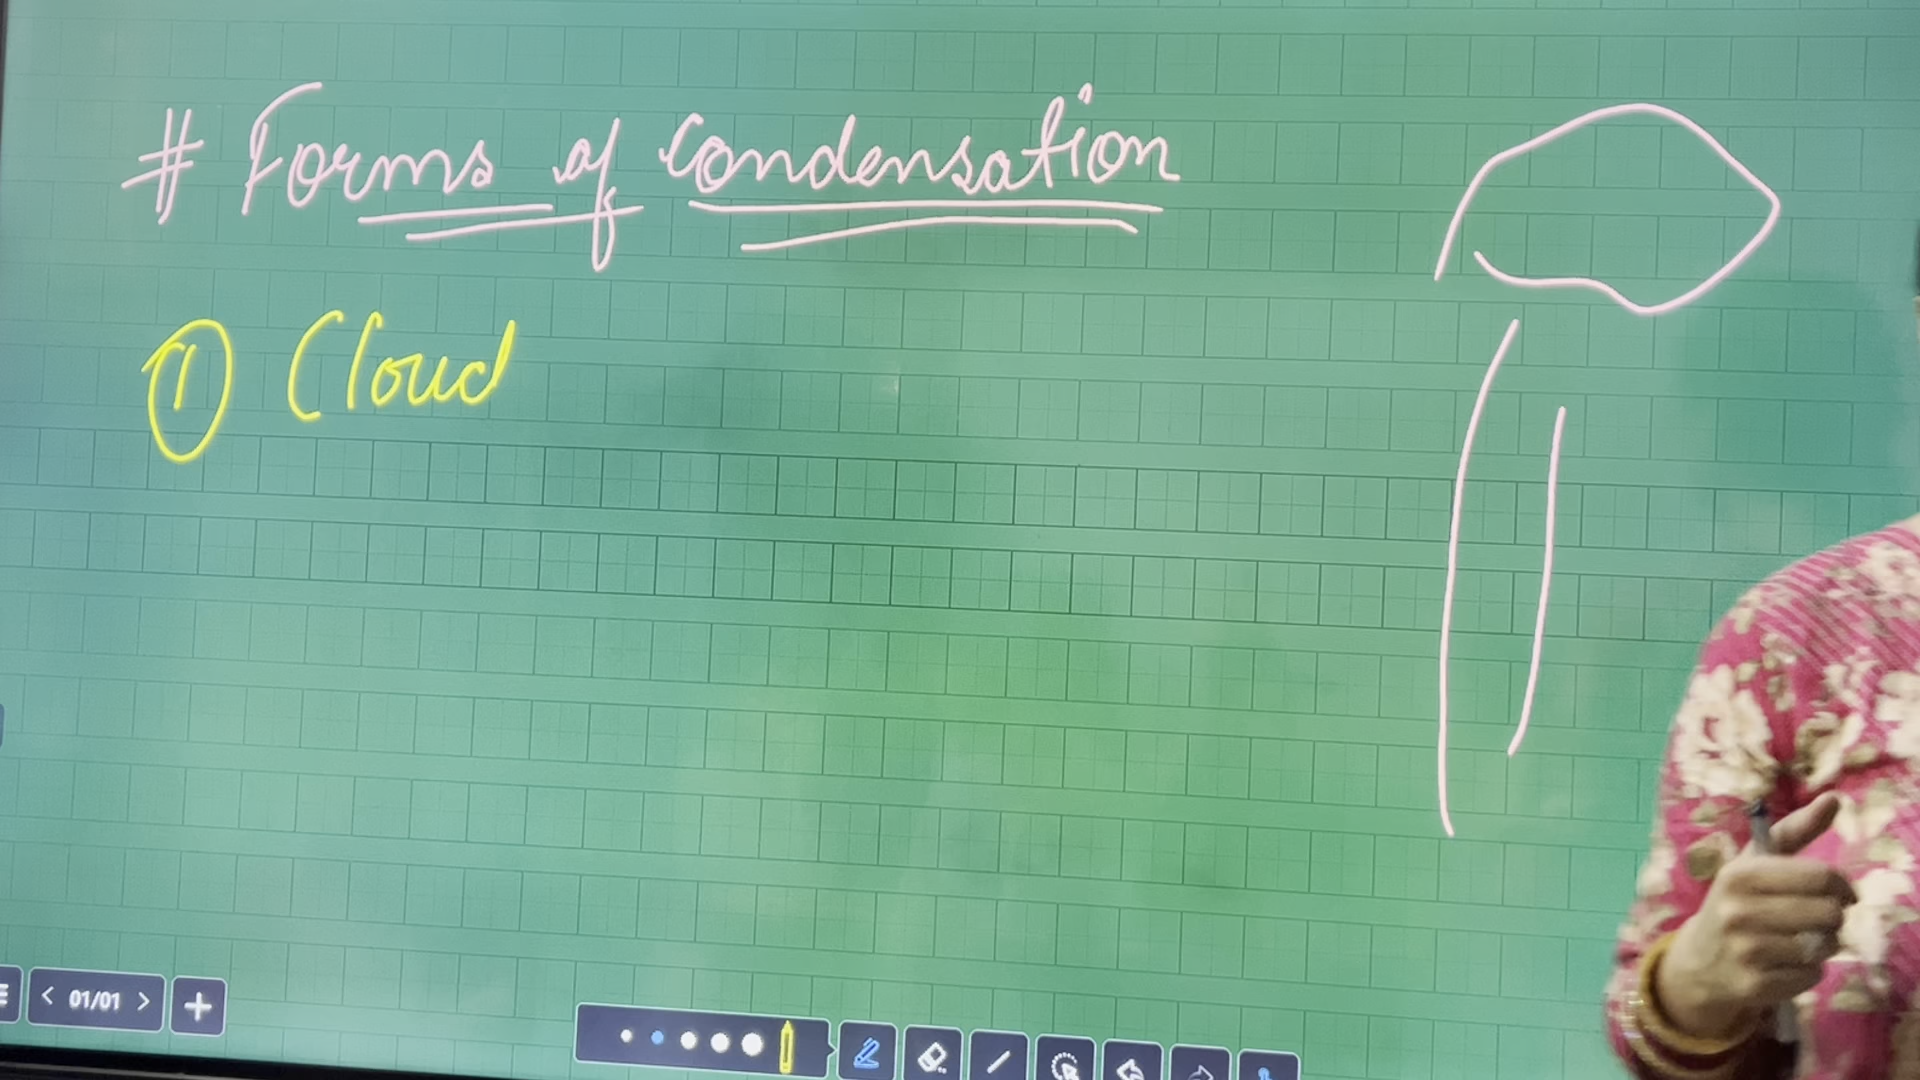 # Forms of Condensation
① Cloud
< 01/01 > +